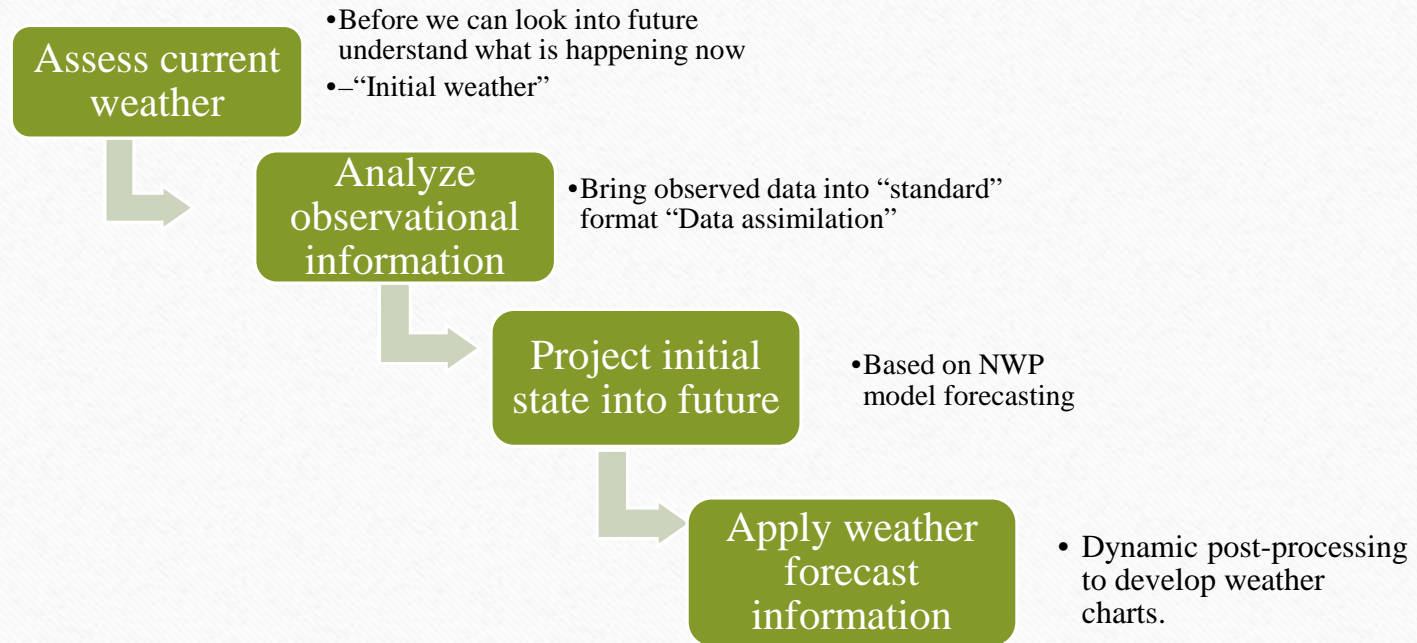 Assess current
weather
•Before we can look into future
understand what is happening now
•–“Initial weather”
Analyze
observational
information
•Bring observed data into “standard”
format “Data assimilation”
Project initial
state into future
•Based on NWP
model forecasting
Apply weather
forecast
information
• Dynamic post-processing
to develop weather
charts.